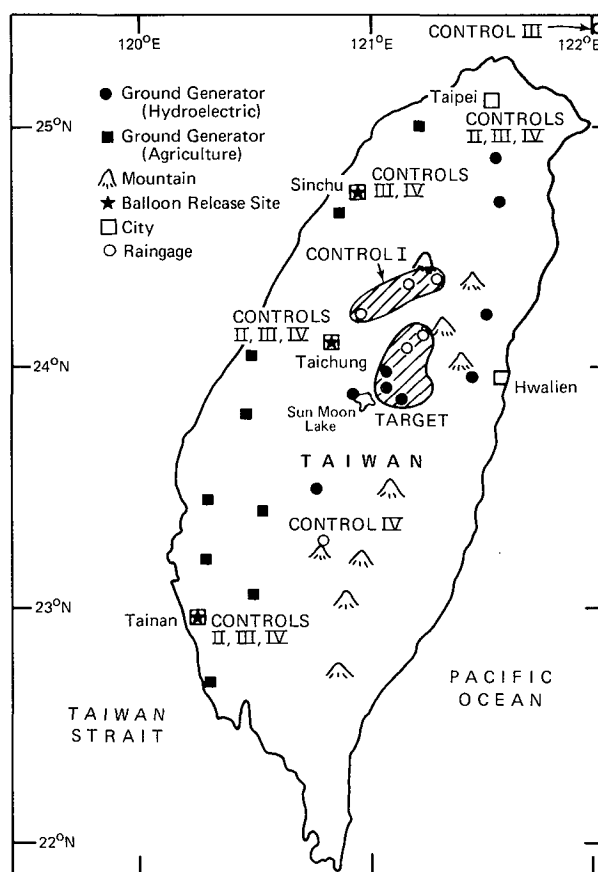 120°E
121°E
CONTROL III
122°E
Ground Generator
(Hydroelectric)
Ground Generator
(Agriculture)
Mountain
Balloon Release Site
City
Raingage
Taipei
CONTROLS
II, III, IV
25°N
Sinchu
CONTROLS
III, IV
CONTROL I
CONTROLS
II, III, IV
24°N
Taichung
Hwalien
Sun Moon
Lake
TARGET
TAIWAN
CONTROL IV
23°N
Tainan
CONTROLS
II, III, IV
PACIFIC
OCEAN
TAIWAN
STRAIT
22°N